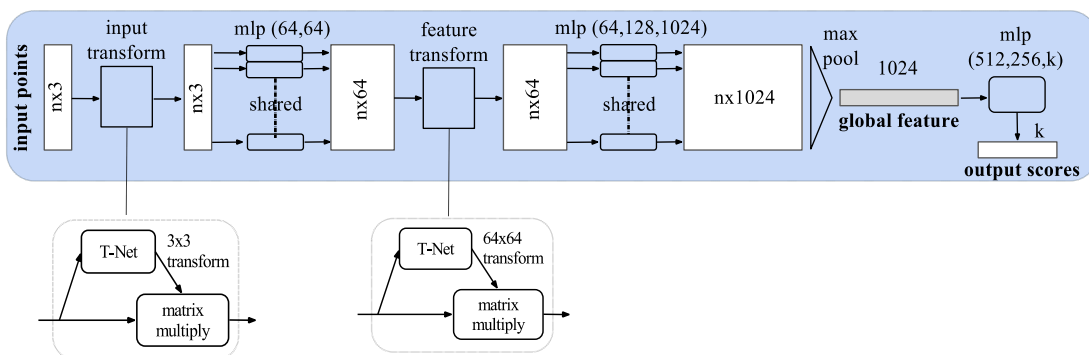 input points
nx3
input
transform
nx3
mlp (64,64)
shared
nx64
feature
transform
nx64
mlp (64,128,1024)
shared
nx1024
max
pool
1024
global feature
mlp
(512,256,k)
k
output scores
T-Net
3x3
transform
matrix
multiply
T-Net
64x64
transform
matrix
multiply